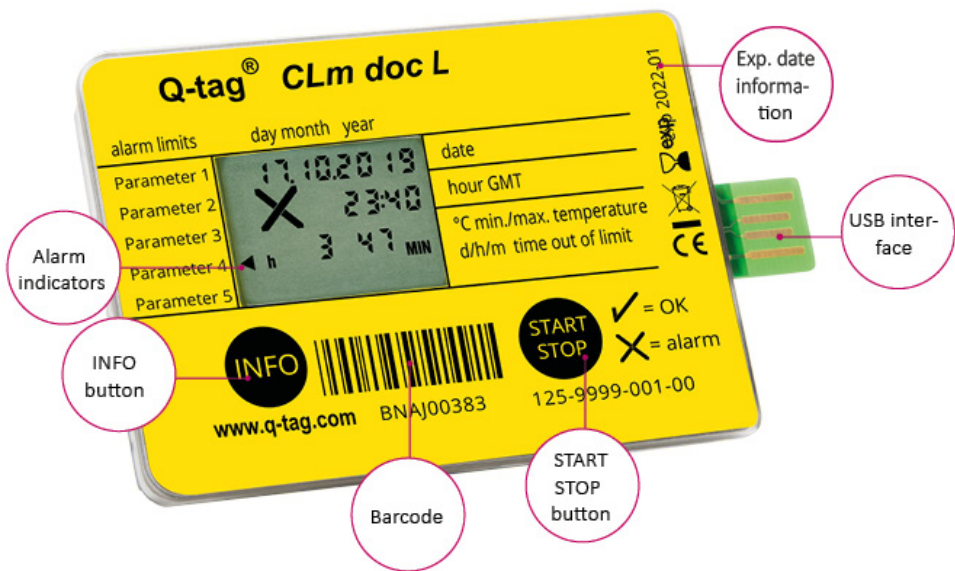 Q-tag® CLm doc L
alarm limits
day month year
Parameter 1
Parameter 2
Parameter 3
Parameter 4
Parameter 5
17.10.2019
23:40
h 3 47 MIN
date
hour GMT
°C min./max. temperature
d/h/m time out of limit
exp 2022-01
CE
INFO
START
STOP
= OK
= alarm
www.q-tag.com
BNAJ00383
125-9999-001-00
Exp. date
informa-
tion
USB inter-
face
Alarm
indicators
INFO
button
Barcode
START
STOP
button